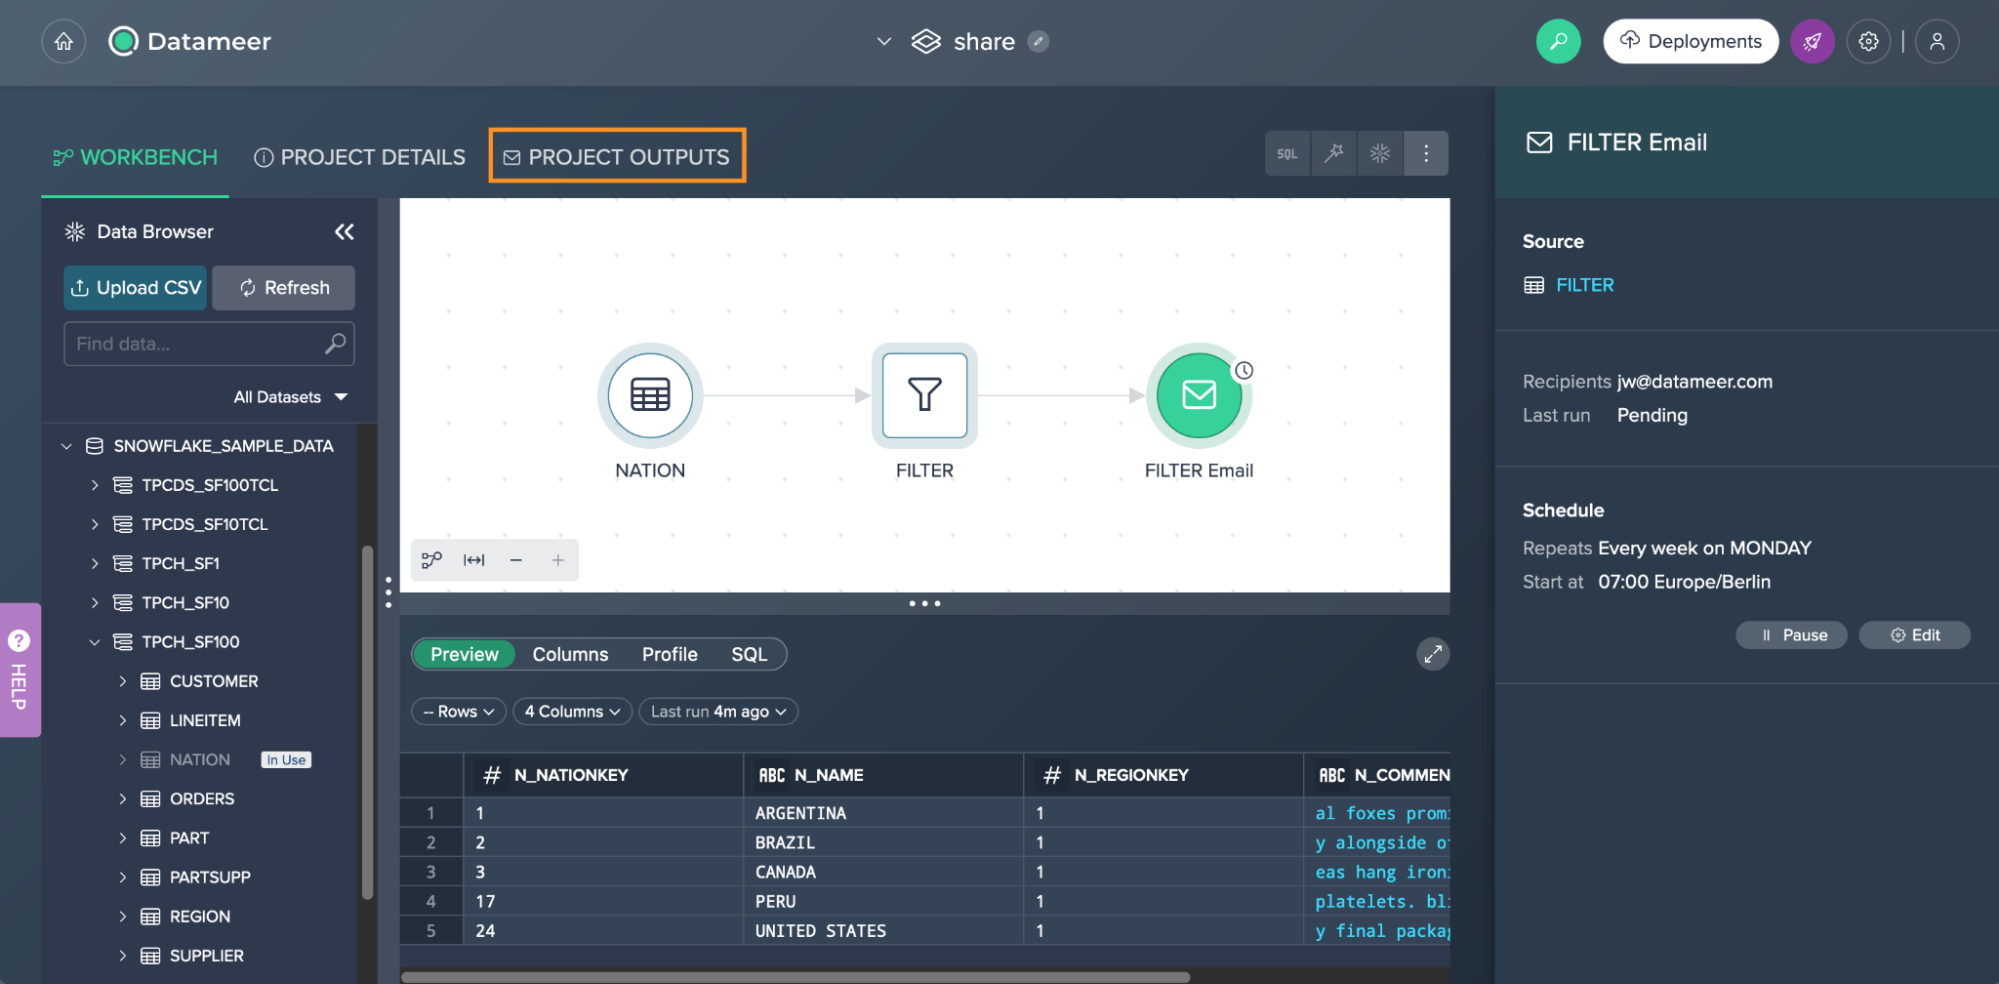 Datameer
share
Deployments
WORKBENCH
PROJECT DETAILS
PROJECT OUTPUTS
SQL
Data Browser
Upload CSV
Refresh
Find data...
All Datasets
SNOWFLAKE_SAMPLE_DATA
TPCDS_SF100TCL
TPCDS_SF10TCL
TPCH_SF1
TPCH_SF10
TPCH_SF100
CUSTOMER
LINEITEM
NATION In Use
ORDERS
PART
PARTSUPP
REGION
SUPPLIER
? HELP
NATION
FILTER
FILTER Email
Preview Columns Profile SQL
-- Rows 4 Columns Last run 4m ago
# N_NATIONKEY ABC N_NAME # N_REGIONKEY ABC N_COMMEN
1 1 ARGENTINA 1 al foxes promi
2 2 BRAZIL 1 y alongside of
3 3 CANADA 1 eas hang ironi
4 17 PERU 1 platelets. bli
5 24 UNITED STATES 1 y final packag
FILTER Email
Source
FILTER
Recipients jw@datameer.com
Last run Pending
Schedule
Repeats Every week on MONDAY
Start at 07:00 Europe/Berlin
Pause Edit